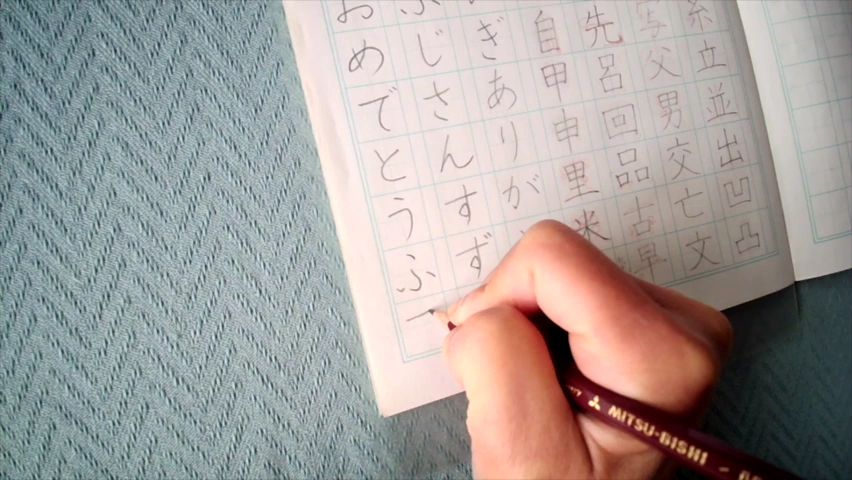 糸立並出凹凸
写父男交亡文
先呂回品古早
自甲申里米
ぎありが
ふじさんすず
おめでとうふ
MITSU-BISHI